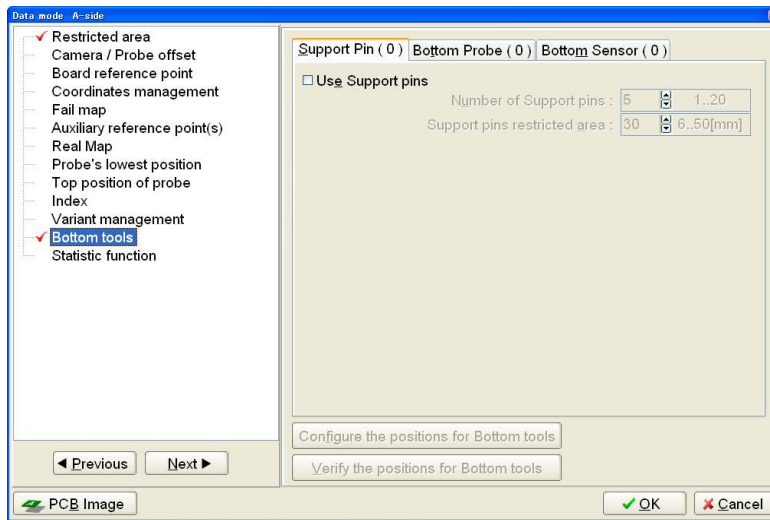 Data mode A-side
Restricted area
Camera / Probe offset
Board reference point
Coordinates management
Fail map
Auxiliary reference point(s)
Real Map
Probe's lowest position
Top position of probe
Index
Variant management
Bottom tools
Statistic function
Previous
Next
Support Pin ( 0 ) Bottom Probe ( 0 ) Bottom Sensor ( 0 )
Use Support pins
Number of Support pins : 5 1..20
Support pins restricted area : 30 6..50[mm]
Configure the positions for Bottom tools
Verify the positions for Bottom tools
PCB Image
OK
Cancel